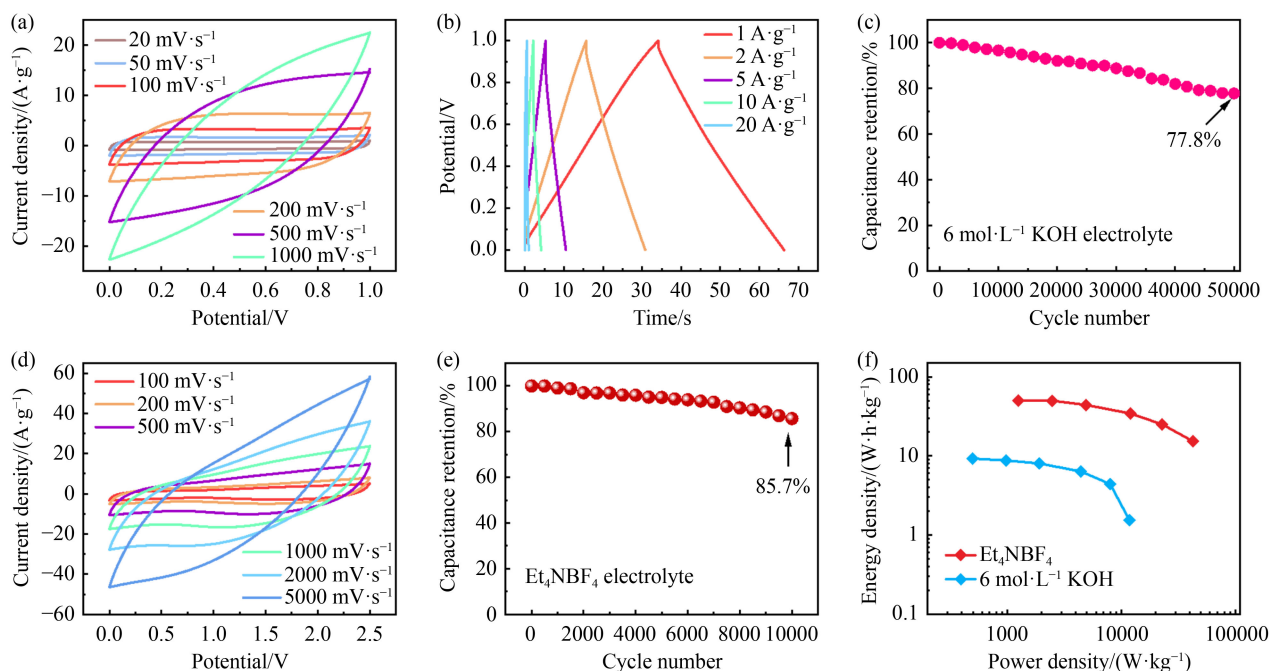 (a)
20 mV·s⁻¹
50 mV·s⁻¹
100 mV·s⁻¹
200 mV·s⁻¹
500 mV·s⁻¹
1000 mV·s⁻¹
Current density/(A·g⁻¹)
20
10
0
−10
−20
0.0 0.2 0.4 0.6 0.8 1.0
Potential/V
(b)
1 A·g⁻¹
2 A·g⁻¹
5 A·g⁻¹
10 A·g⁻¹
20 A·g⁻¹
Potential/V
1.0
0.8
0.6
0.4
0.2
0.0
0 10 20 30 40 50 60 70
Time/s
(c)
Capacitance retention/%
100
80
60
40
20
0
77.8%
6 mol·L⁻¹ KOH electrolyte
0 10000 20000 30000 40000 50000
Cycle number
(d)
100 mV·s⁻¹
200 mV·s⁻¹
500 mV·s⁻¹
1000 mV·s⁻¹
2000 mV·s⁻¹
5000 mV·s⁻¹
Current density/(A·g⁻¹)
60
40
20
0
−20
−40
−60
0.0 0.5 1.0 1.5 2.0 2.5
Potential/V
(e)
Capacitance retention/%
100
80
60
40
20
0
85.7%
Et₄NBF₄ electrolyte
0 2000 4000 6000 8000 10000
Cycle number
(f)
Energy density/(W·h·kg⁻¹)
100
10
1
0.1
Et₄NBF₄
6 mol·L⁻¹ KOH
1000 10000 100000
Power density/(W·kg⁻¹)